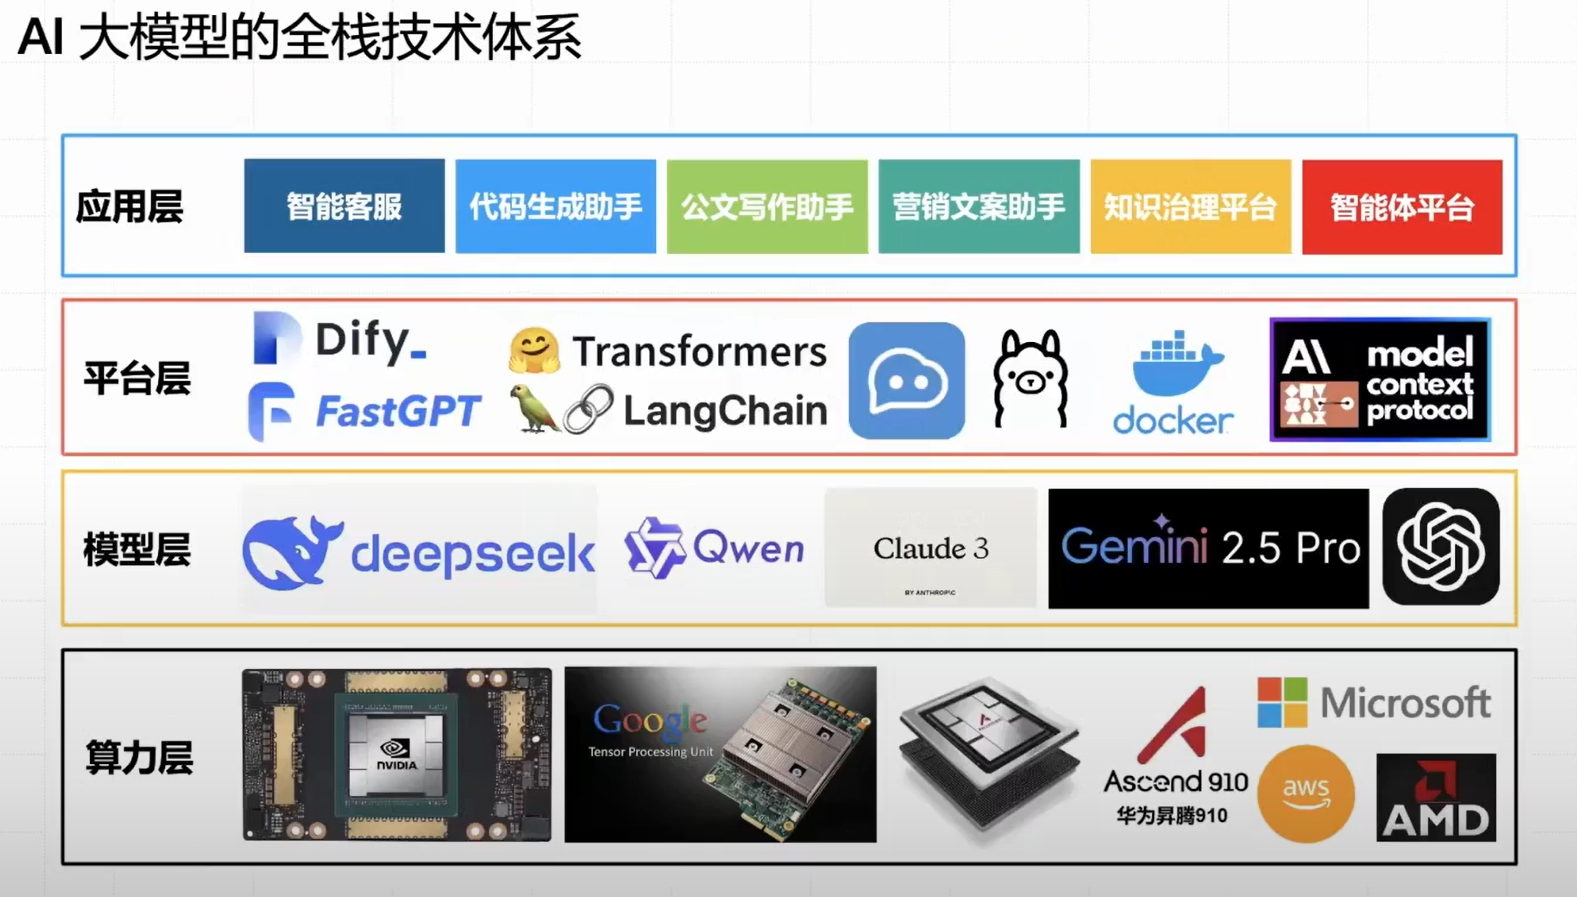 AI 大模型的全栈技术体系
应用层
智能客服
代码生成助手
公文写作助手
营销文案助手
知识治理平台
智能体平台
平台层
Dify_
FastGPT
Transformers
LangChain
docker
A\
model
context
protocol
模型层
deepseek
Qwen
Claude 3
BY ANTHROP\C
Gemini 2.5 Pro
算力层
NVIDIA
Google
Tensor Processing Unit
Ascend 910
华为昇腾910
Microsoft
aws
AMD